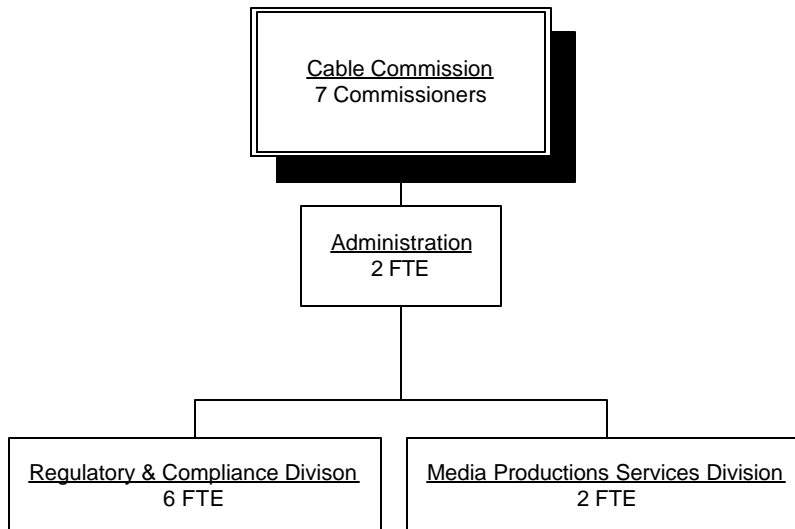 Cable Commission
7 Commissioners
Administration
2 FTE
Regulatory & Compliance Divison
6 FTE
Media Productions Services Division
2 FTE